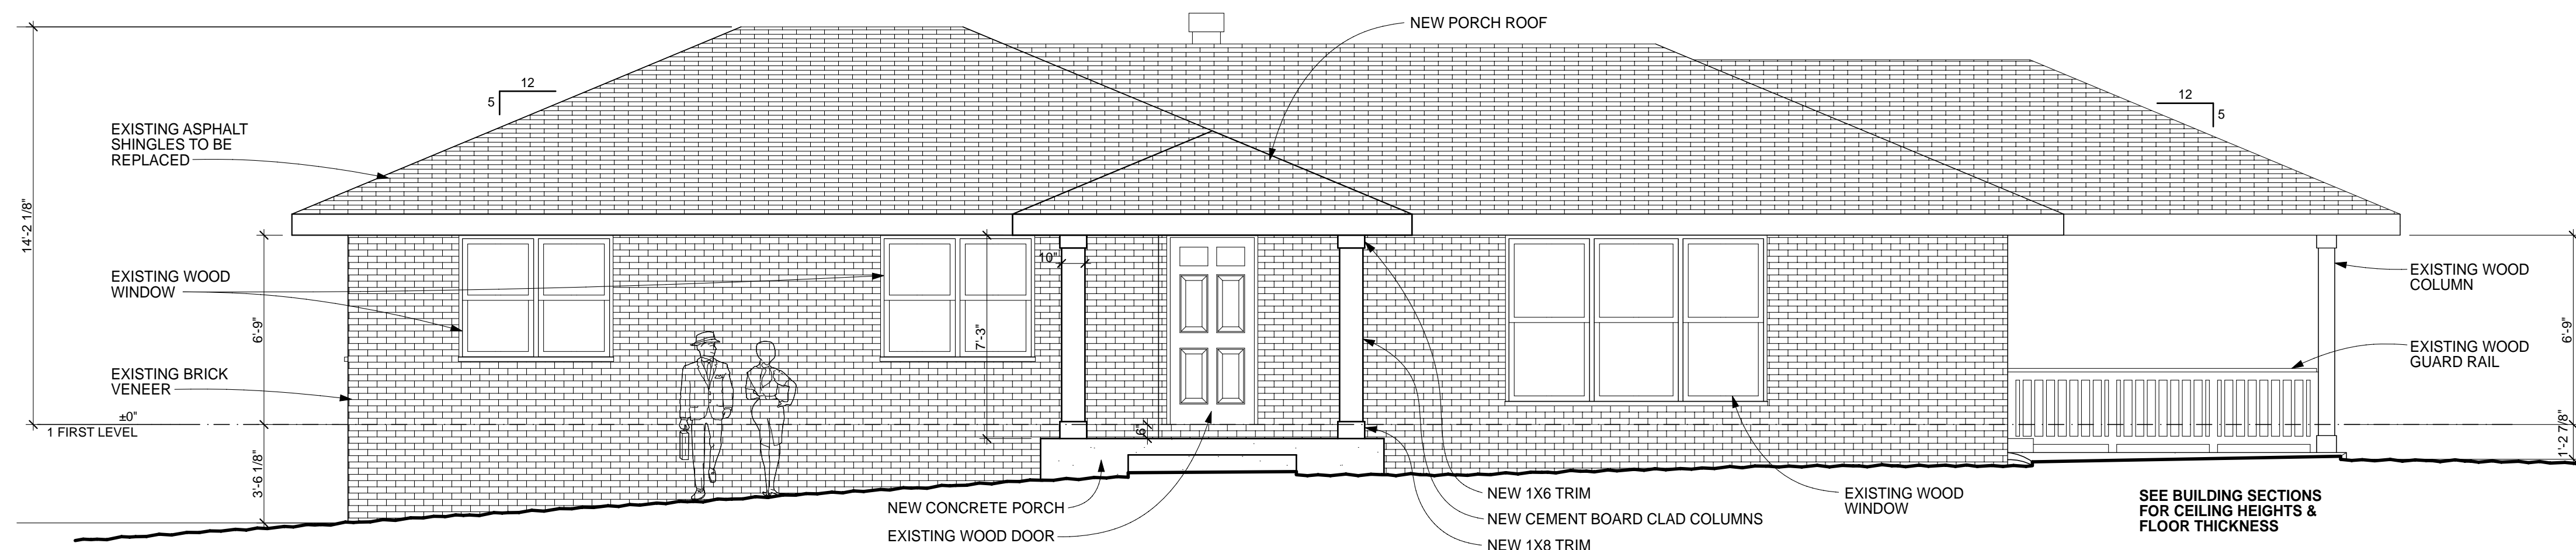 NEW PORCH ROOF
12
5
12
5
EXISTING ASPHALT
SHINGLES TO BE
REPLACED
14'-2 1/8"
EXISTING WOOD
WINDOW
10"
EXISTING WOOD
COLUMN
6'-9"
7'-3"
6'-9"
EXISTING WOOD
GUARD RAIL
EXISTING BRICK
VENEER
±0"
1 FIRST LEVEL
6"
3'-6 1/8"
1'-2 7/8"
NEW CONCRETE PORCH
EXISTING WOOD DOOR
NEW 1X6 TRIM
NEW CEMENT BOARD CLAD COLUMNS
NEW 1X8 TRIM
EXISTING WOOD
WINDOW
SEE BUILDING SECTIONS
FOR CEILING HEIGHTS &
FLOOR THICKNESS